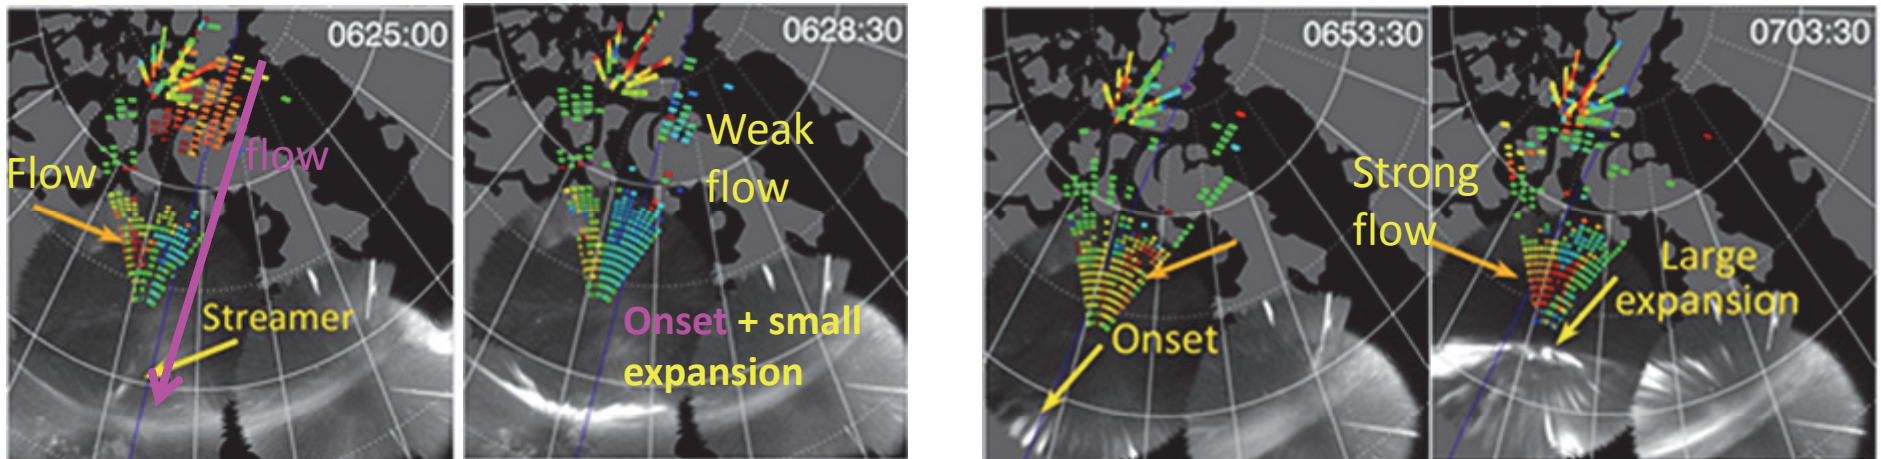 0625:00
Flow
flow
Streamer
0628:30
Weak
flow
Onset + small
expansion
0653:30
Onset
0703:30
Strong
flow
Large
expansion